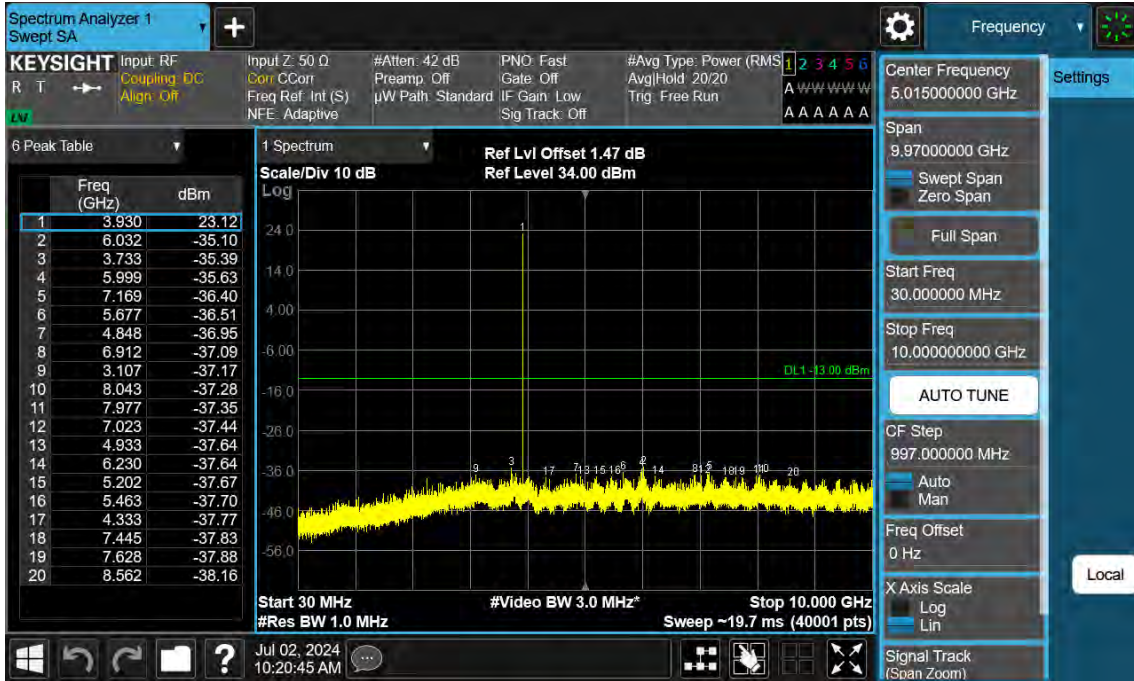 Spectrum Analyzer 1
Swept SA
+
Frequency
KEYSIGHT
R T
LXI
Input: RF
Coupling: DC
Align: Off
Input Z: 50 Ω
Corr CCorr
Freq Ref: Int (S)
NFE: Adaptive
#Atten: 42 dB
Preamp: Off
µW Path: Standard
PNO: Fast
Gate: Off
IF Gain: Low
Sig Track: Off
#Avg Type: Power (RMS
Avg|Hold: 20/20
Trig: Free Run
1 2 3 4 5 6
A W W W W W
A A A A A A
6 Peak Table
Freq (GHz) dBm
1 3.930 23.12
2 6.032 -35.10
3 3.733 -35.39
4 5.999 -35.63
5 7.169 -36.40
6 5.677 -36.51
7 4.848 -36.95
8 6.912 -37.09
9 3.107 -37.17
10 8.043 -37.28
11 7.977 -37.35
12 7.023 -37.44
13 4.933 -37.64
14 6.230 -37.64
15 5.202 -37.67
16 5.463 -37.70
17 4.333 -37.77
18 7.445 -37.83
19 7.628 -37.88
20 8.562 -38.16
1 Spectrum
Scale/Div 10 dB
Ref Lvl Offset 1.47 dB
Ref Level 34.00 dBm
Log
24.0
14.0
4.00
-6.00
-16.0
-26.0
-36.0
-46.0
-56.0
1
DL1 -13.00 dBm
9 3 17 14 20
Start 30 MHz
#Res BW 1.0 MHz
#Video BW 3.0 MHz*
Stop 10.000 GHz
Sweep ~19.7 ms (40001 pts)
Center Frequency
5.015000000 GHz
Span
9.97000000 GHz
Swept Span
Zero Span
Full Span
Start Freq
30.000000 MHz
Stop Freq
10.000000000 GHz
AUTO TUNE
CF Step
997.000000 MHz
Auto
Man
Freq Offset
0 Hz
X Axis Scale
Log
Lin
Signal Track
(Span Zoom)
Settings
Local
?
Jul 02, 2024
10:20:45 AM